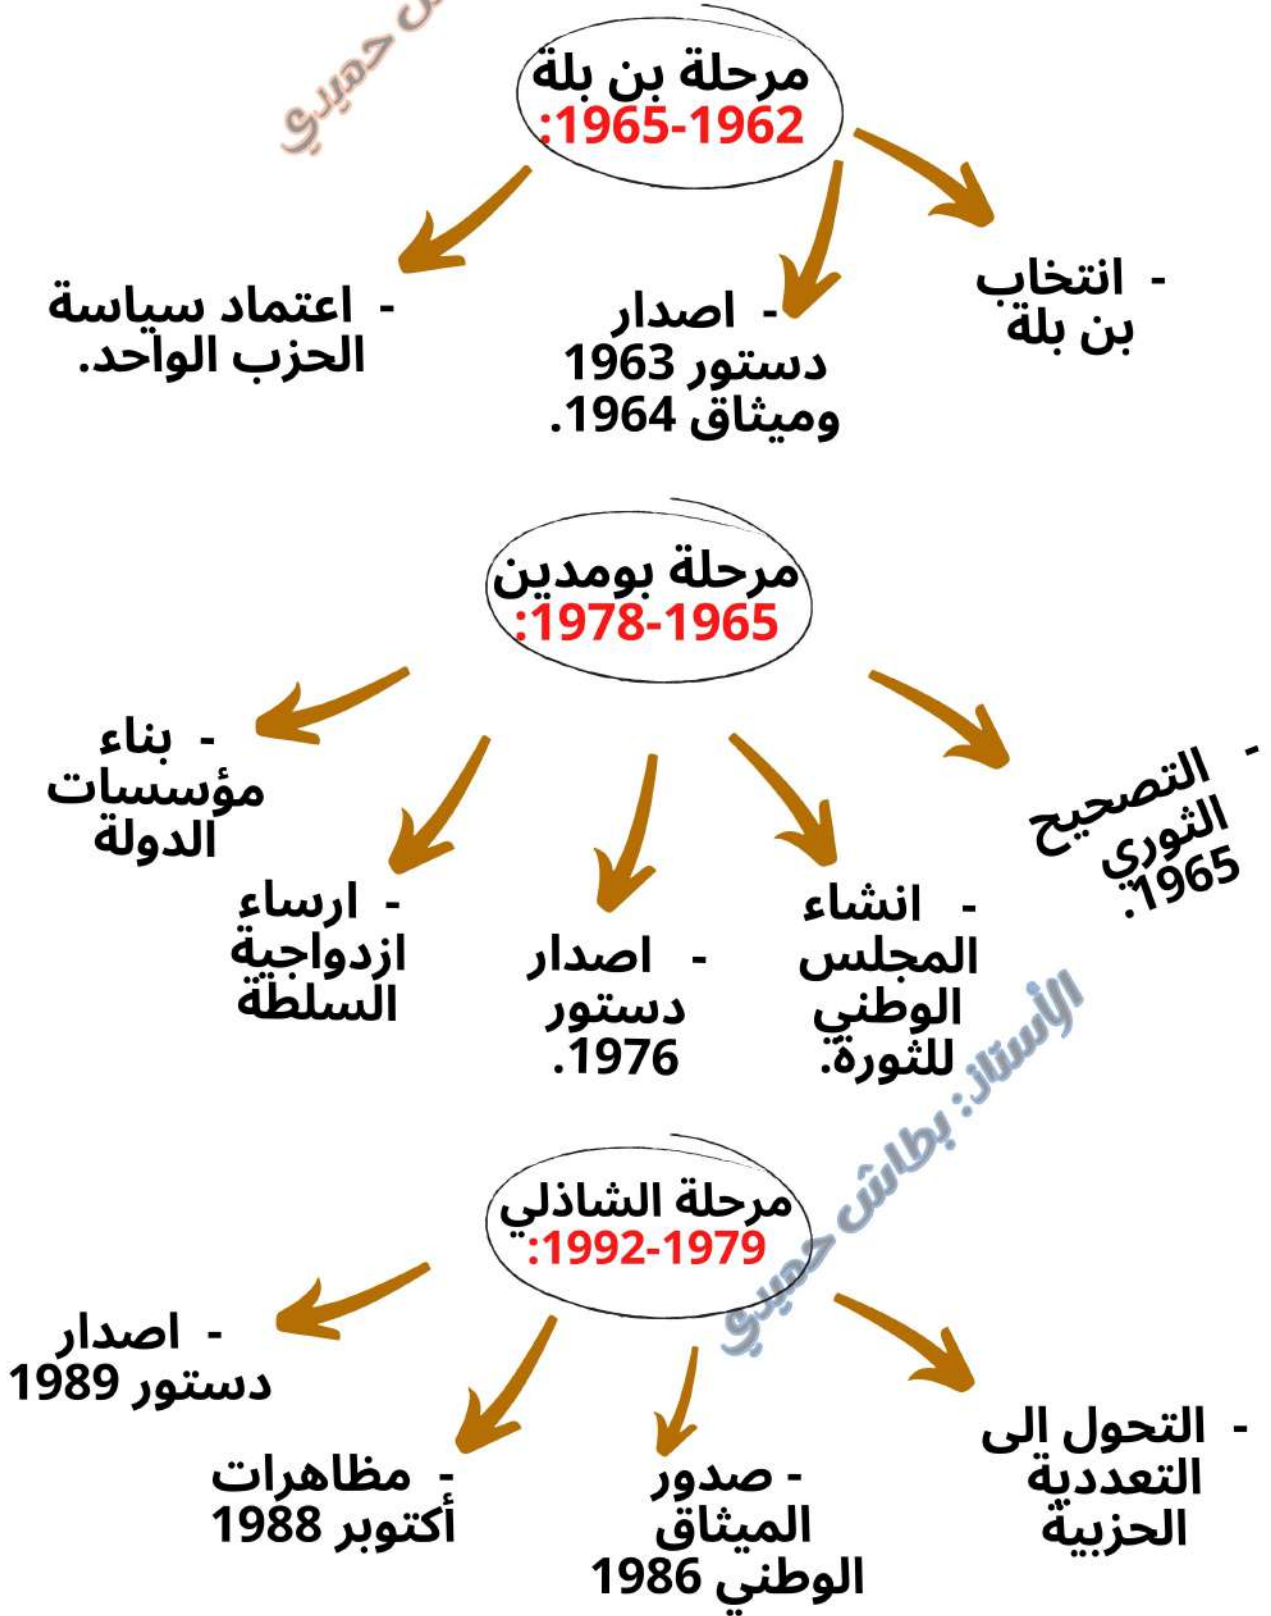 حميدي
مرحلة بن بلة
1962-1965:
- انتخاب
بن بلة
- اصدار
دستور 1963
وميثاق 1964.
- اعتماد سياسة
الحزب الواحد.
مرحلة بومدين
1965-1978:
- التصحيح
الثوري
1965.
- انشاء
المجلس
الوطني
للثورة.
- اصدار
دستور
1976.
- ارساء
ازدواجية
السلطة
- بناء
مؤسسات
الدولة
الأستاذ: بطاش حميدي
مرحلة الشاذلي
1979-1992:
- التحول الى
التعددية
الحزبية
- صدور
الميثاق
الوطني 1986
- مظاهرات
أكتوبر 1988
- اصدار
دستور 1989